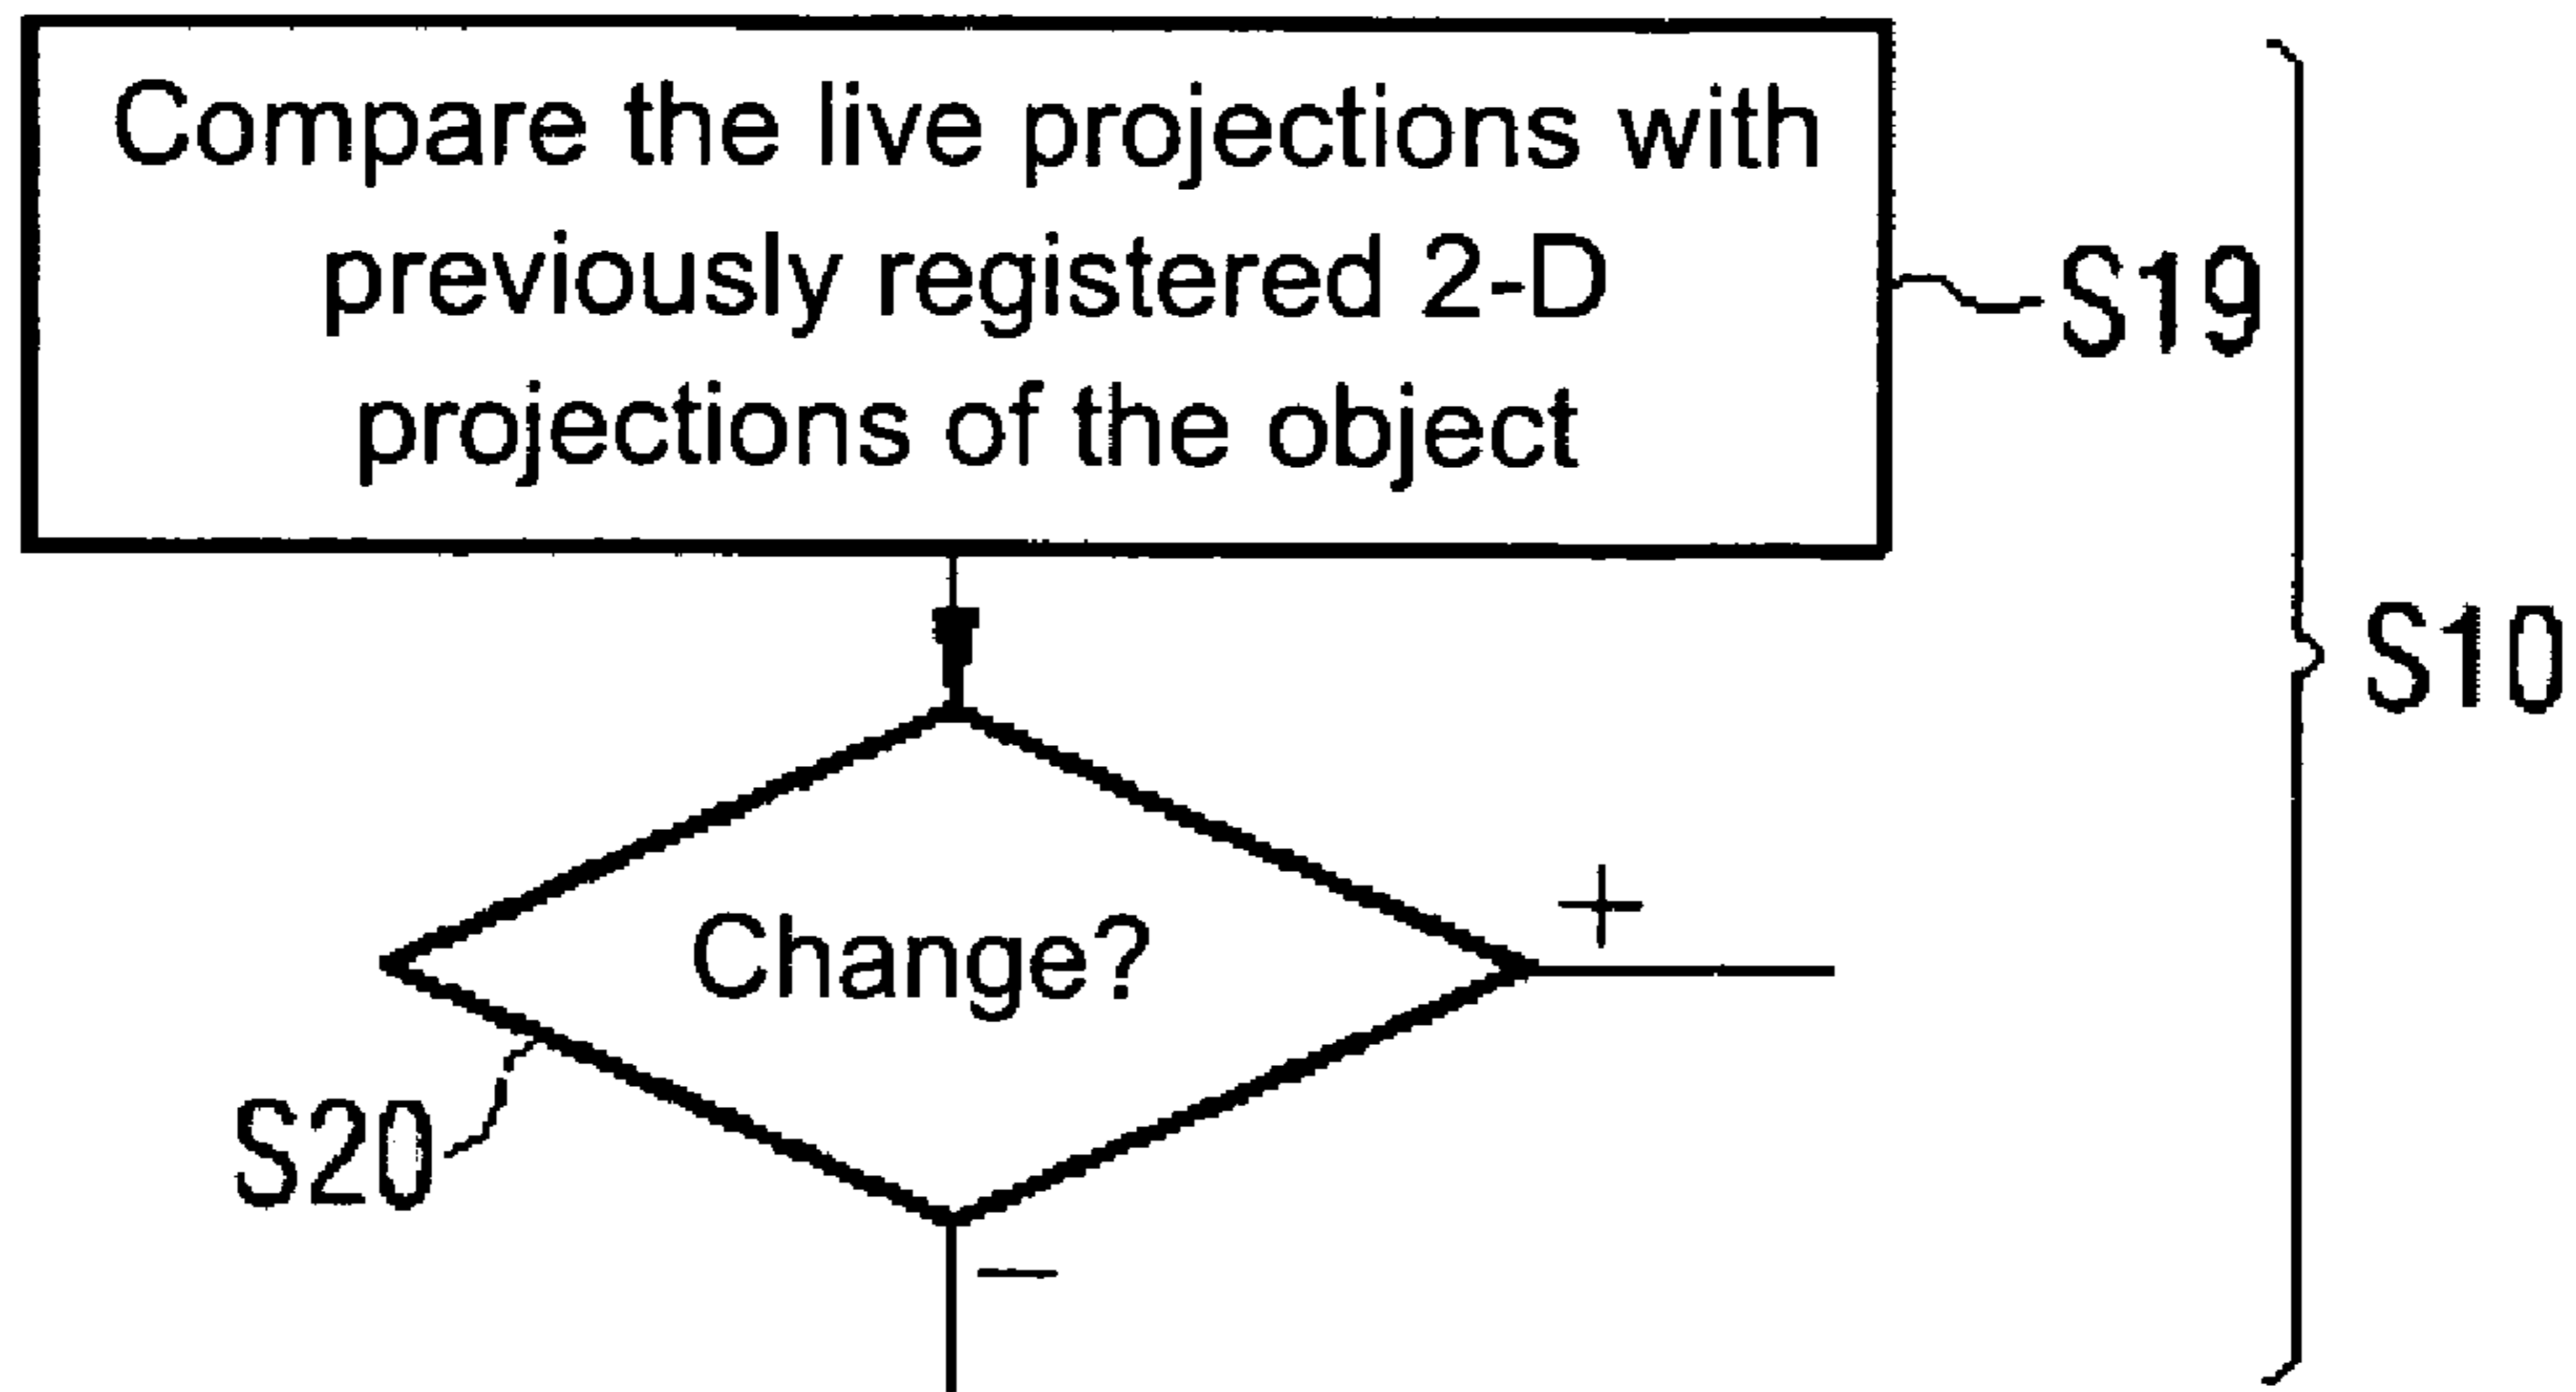 Compare the live projections with
previously registered 2-D
projections of the object
S19
S10
+
Change?
S20
−